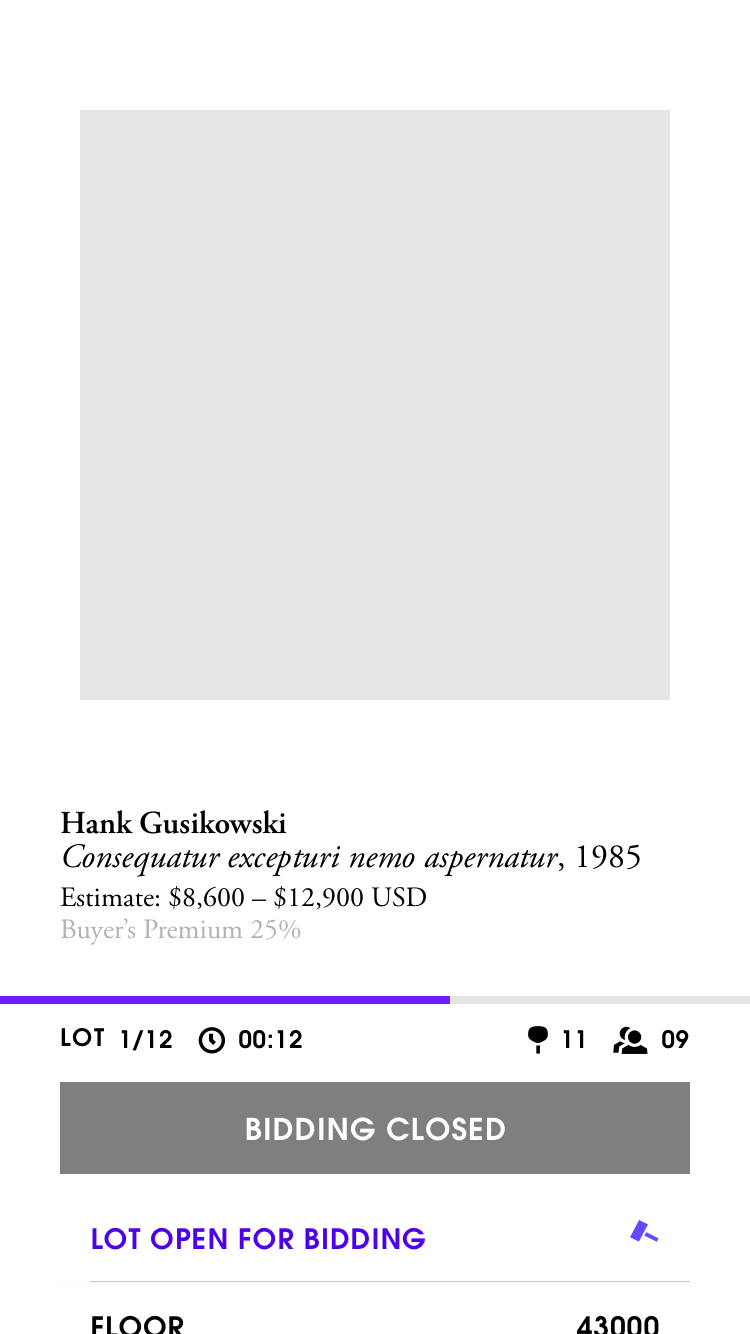 Hank Gusikowski
Consequatur excepturi nemo aspernatur, 1985
Estimate: $8,600 – $12,900 USD
Buyer’s Premium 25%
LOT 1/12 00:12 11 09
BIDDING CLOSED
LOT OPEN FOR BIDDING
FLOOR 43000